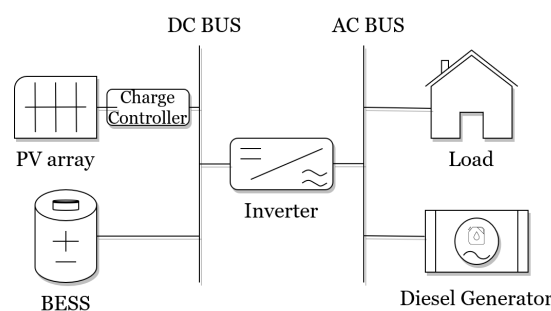 DC BUS
AC BUS
Charge
Controller
PV array
Load
Inverter
BESS
Diesel Generator